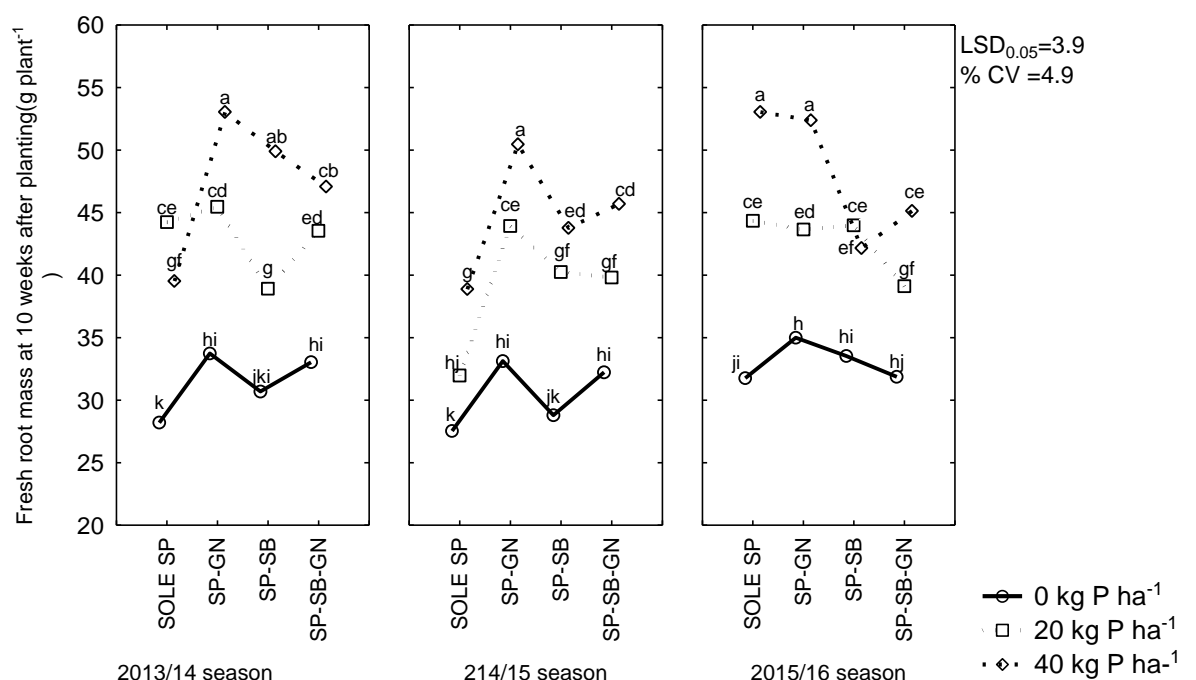 Fresh root mass at 10 weeks after planting(g plant-1
)
60
55
50
45
40
35
30
25
20
ce
gf
k
a
cd
hi
ab
g
jki
cb
ed
hi
SOLE SP
SP-GN
SP-SB
SP-SB-GN
2013/14 season
g
hj
k
a
ce
hi
ed
gf
jk
cd
gf
hi
SOLE SP
SP-GN
SP-SB
SP-SB-GN
214/15 season
a
ce
ji
a
ed
h
ce
ef
hi
ce
gf
hj
SOLE SP
SP-GN
SP-SB
SP-SB-GN
2015/16 season
LSD0.05=3.9
% CV =4.9
0 kg P ha-1
20 kg P ha-1
40 kg P ha-1